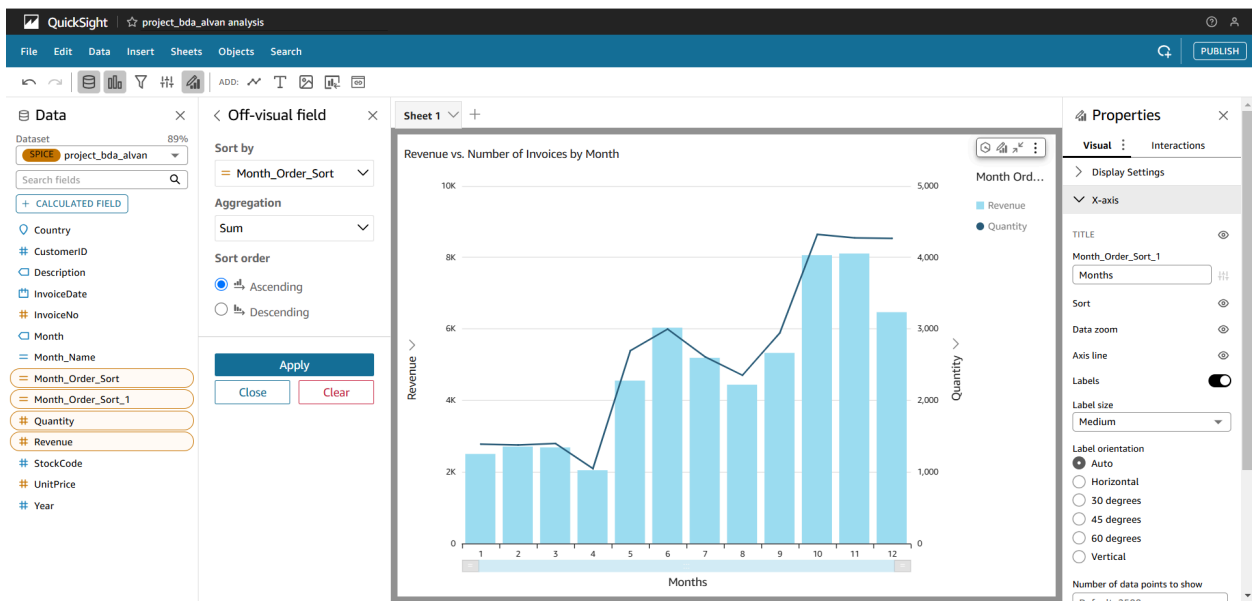 QuickSight project_bda_alvan analysis
File Edit Data Insert Sheets Objects Search PUBLISH
ADD:
Data
Dataset 89%
SPICE project_bda_alvan
Search fields
+ CALCULATED FIELD
Country
# CustomerID
Description
InvoiceDate
# InvoiceNo
Month
= Month_Name
= Month_Order_Sort
= Month_Order_Sort_1
# Quantity
# Revenue
# StockCode
# UnitPrice
# Year
Off-visual field
Sort by
= Month_Order_Sort
Aggregation
Sum
Sort order
Ascending
Descending
Apply
Close Clear
Sheet 1
Revenue vs. Number of Invoices by Month
Month Ord...
Revenue
Quantity
10K 5,000
8K 4,000
6K 3,000
4K 2,000
2K 1,000
0 0
Revenue
Quantity
1 2 3 4 5 6 7 8 9 10 11 12
Months
Properties
Visual Interactions
Display Settings
X-axis
TITLE
Month_Order_Sort_1
Months
Sort
Data zoom
Axis line
Labels
Label size
Medium
Label orientation
Auto
Horizontal
30 degrees
45 degrees
60 degrees
Vertical
Number of data points to show